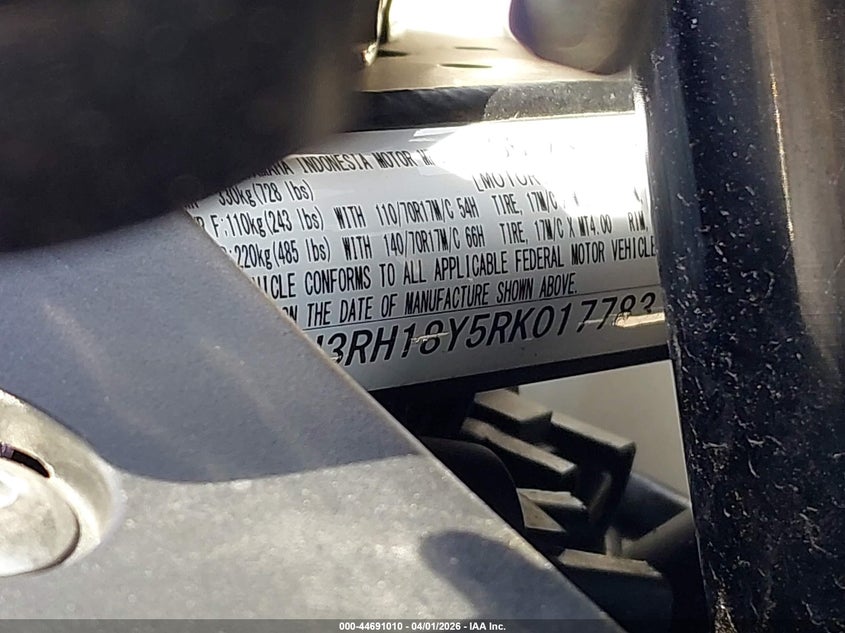 INDONESIA MOTOR
330kg(728 lbs)
F:110kg(243 lbs) WITH 110/70R17M/C 54H TIRE, 17M/C
:220kg(485 lbs) WITH 140/70R17M/C 66H TIRE, 17M/C X MT4.00 RIM,
CONFORMS TO ALL APPLICABLE FEDERAL MOTOR VEHICLE
THE DATE OF MANUFACTURE SHOWN ABOVE.
3RH18Y5RK017783
000-44691010 | 04/01/2026 - IAA Inc.